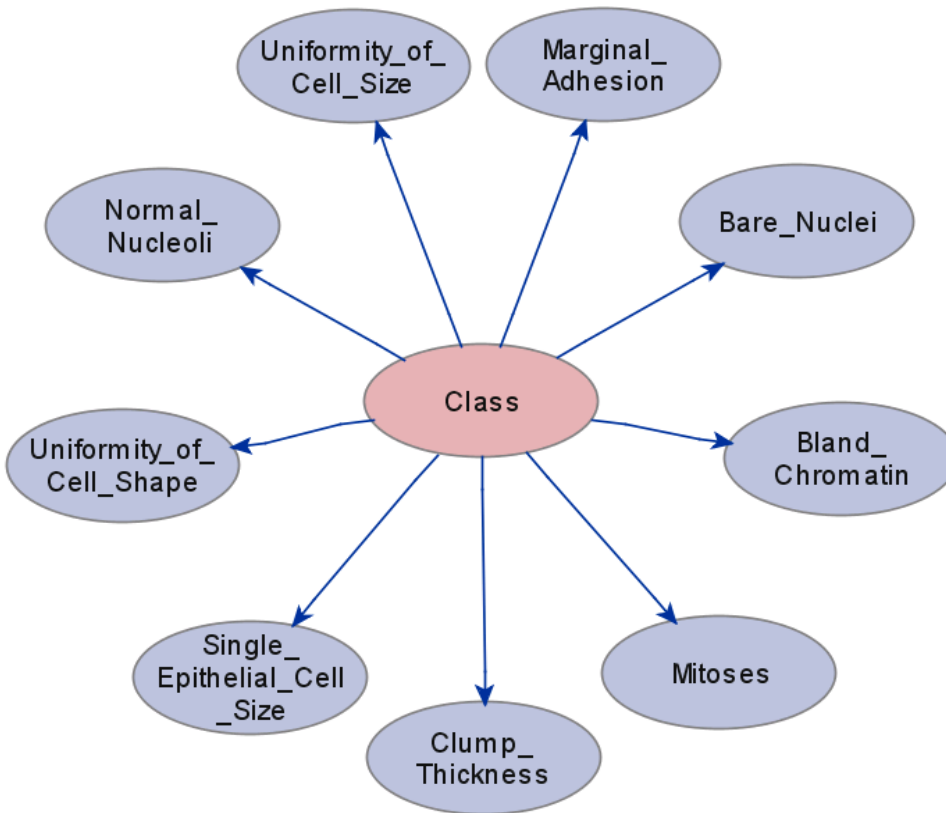 Uniformity_of_
Cell_Size
Marginal_
Adhesion
Normal_
Nucleoli
Bare_Nuclei
Class
Uniformity_of_
Cell_Shape
Bland_
Chromatin
Single_
Epithelial_Cell
_Size
Mitoses
Clump_
Thickness